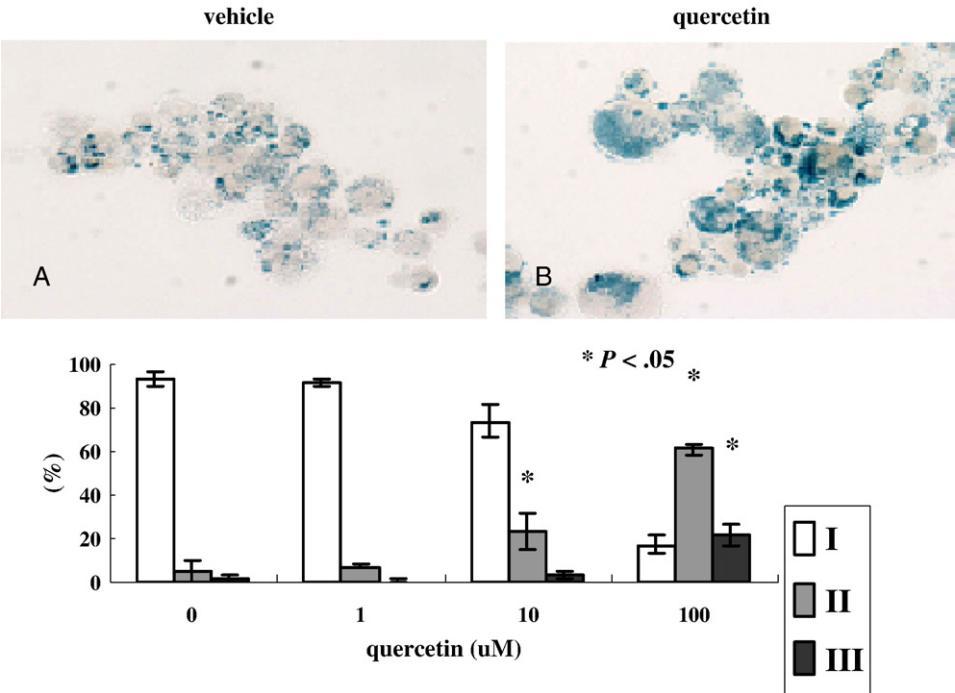 vehicle quercetin
A B
* P < .05
100
80
60
40
20
0
(%)
* * *
0 1 10 100
quercetin (uM)
I
II
III